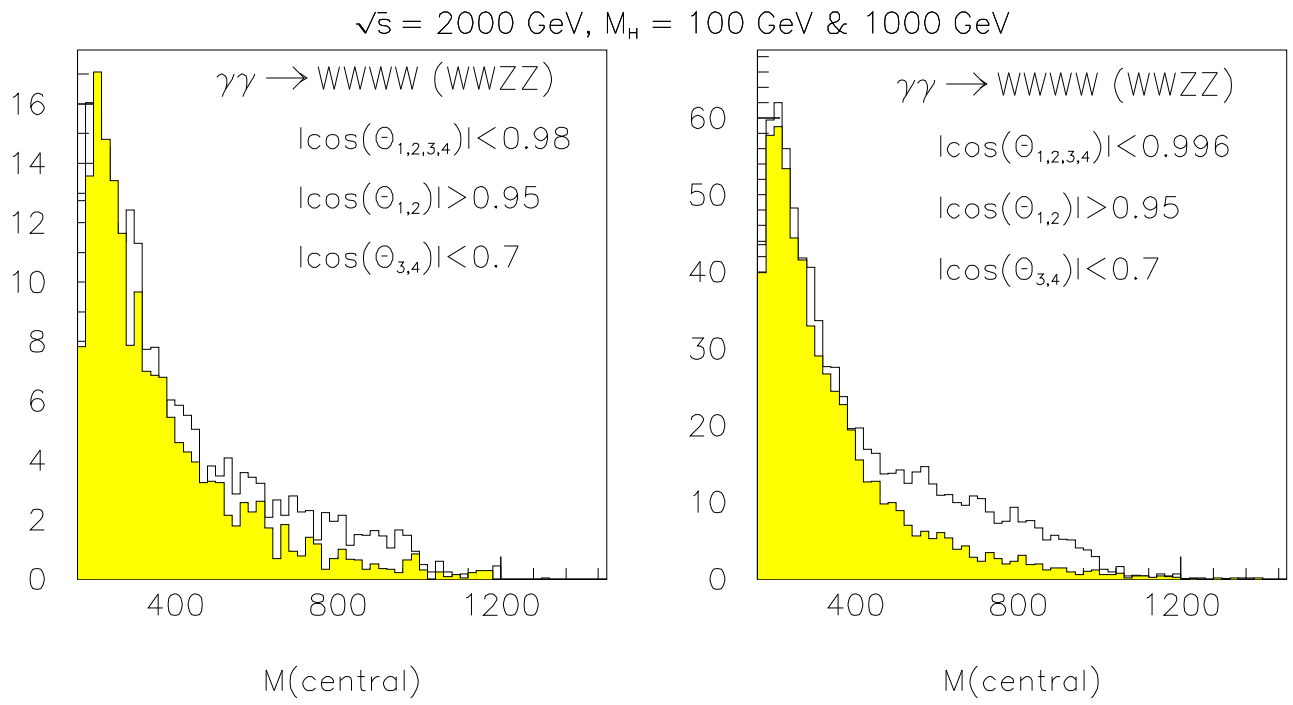 √s = 2000 GeV, M_H = 100 GeV & 1000 GeV
γγ → WWWW (WWZZ)
|cos(Θ_1,2,3,4)|<0.98
|cos(Θ_1,2)|>0.95
|cos(Θ_3,4)|<0.7
16
14
12
10
8
6
4
2
0
400 800 1200
M(central)
γγ → WWWW (WWZZ)
|cos(Θ_1,2,3,4)|<0.996
|cos(Θ_1,2)|>0.95
|cos(Θ_3,4)|<0.7
60
50
40
30
20
10
0
400 800 1200
M(central)